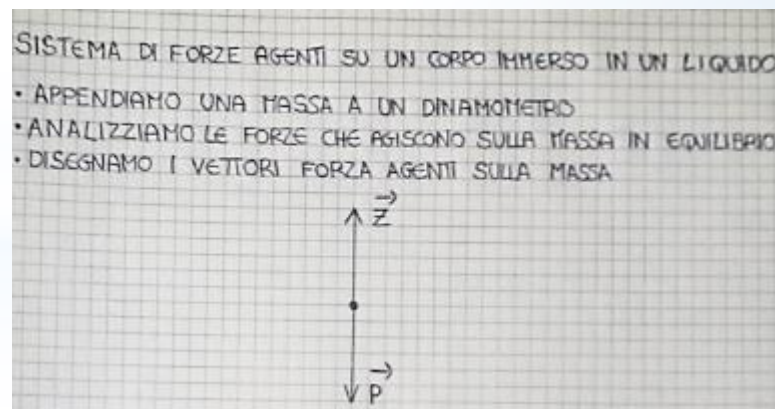 SISTEMA DI FORZE AGENTI SU UN CORPO IMMERSO IN UN LIQUIDO
• APPENDIAMO UNA MASSA A UN DINAMOMETRO
• ANALIZZIAMO LE FORZE CHE AGISCONO SULLA MASSA IN EQUILIBRIO
• DISEGNAMO I VETTORI FORZA AGENTI SULLA MASSA
Z
P